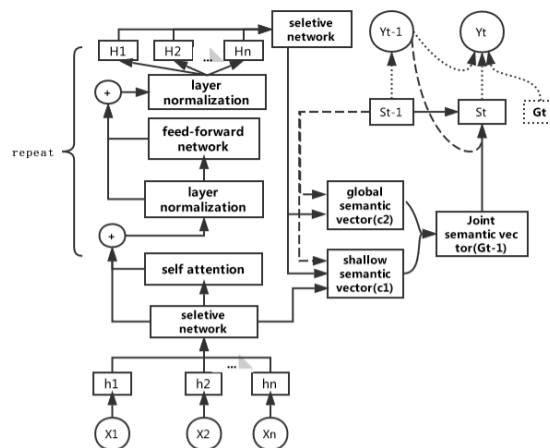 H1 H2 ... Hn
seletive
network
Yt-1
Yt
layer
normalization
+
feed-forward
network
St-1
St
Gt
repeat
layer
normalization
global
semantic
vector(c2)
Joint
semantic vec
tor(Gt-1)
+
self attention
shallow
semantic
vector(c1)
seletive
network
...
h1 h2 hn
X1 X2 Xn